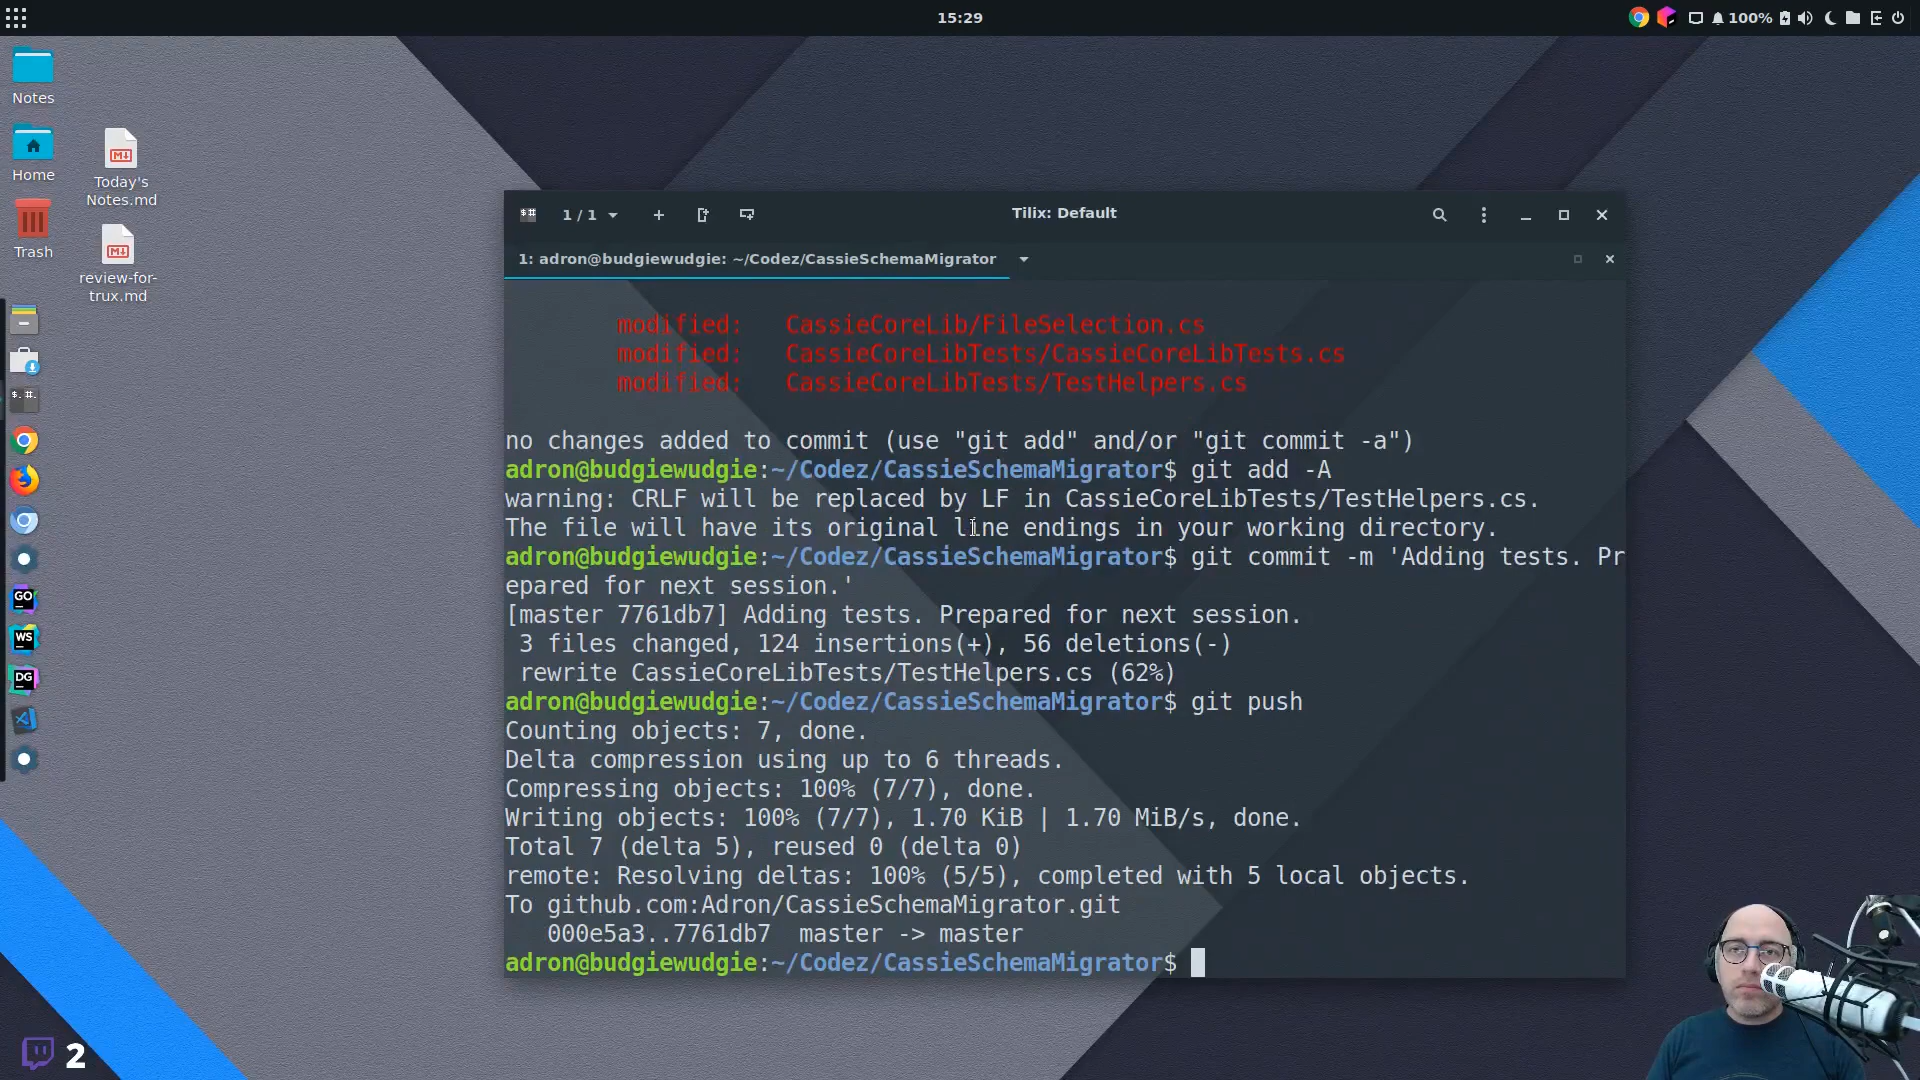 15:29
100%
Notes
Home
Today's
Notes.md
Trash
review-for-
trux.md
1 / 1
Tilix: Default
1: adron@budgiewudgie: ~/Codez/CassieSchemaMigrator
modified:   CassieCoreLib/FileSelection.cs
modified:   CassieCoreLibTests/CassieCoreLibTests.cs
modified:   CassieCoreLibTests/TestHelpers.cs
no changes added to commit (use "git add" and/or "git commit -a")
adron@budgiewudgie:~/Codez/CassieSchemaMigrator$ git add -A
warning: CRLF will be replaced by LF in CassieCoreLibTests/TestHelpers.cs.
The file will have its original line endings in your working directory.
adron@budgiewudgie:~/Codez/CassieSchemaMigrator$ git commit -m 'Adding tests. Pr
epared for next session.'
[master 7761db7] Adding tests. Prepared for next session.
 3 files changed, 124 insertions(+), 56 deletions(-)
 rewrite CassieCoreLibTests/TestHelpers.cs (62%)
adron@budgiewudgie:~/Codez/CassieSchemaMigrator$ git push
Counting objects: 7, done.
Delta compression using up to 6 threads.
Compressing objects: 100% (7/7), done.
Writing objects: 100% (7/7), 1.70 KiB | 1.70 MiB/s, done.
Total 7 (delta 5), reused 0 (delta 0)
remote: Resolving deltas: 100% (5/5), completed with 5 local objects.
To github.com:Adron/CassieSchemaMigrator.git
   000e5a3..7761db7  master -> master
adron@budgiewudgie:~/Codez/CassieSchemaMigrator$
GO
WS
DG
2